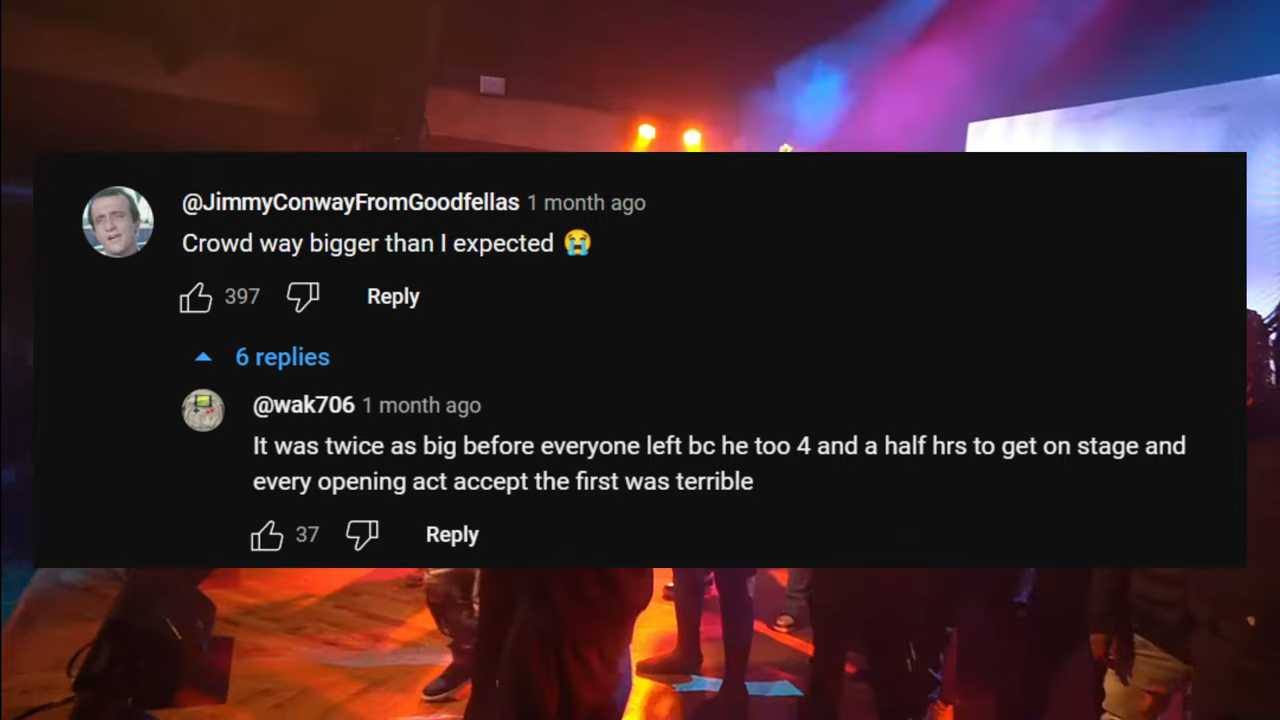 @JimmyConwayFromGoodfellas 1 month ago
Crowd way bigger than I expected 😭
397 Reply
6 replies
@wak706 1 month ago
It was twice as big before everyone left bc he too 4 and a half hrs to get on stage and
every opening act accept the first was terrible
37 Reply